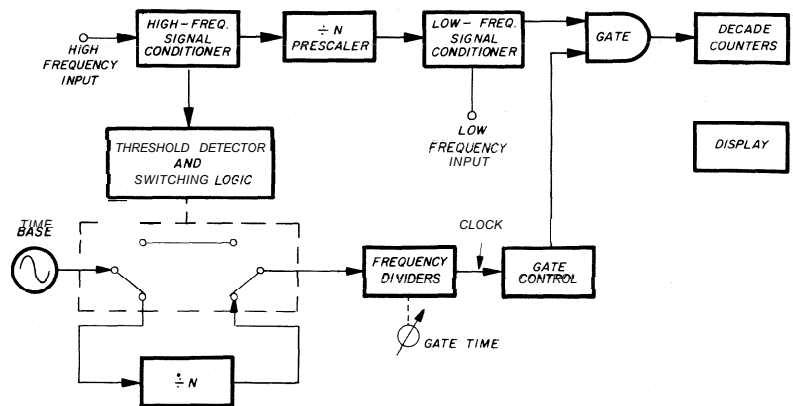 HIGH-FREQ.
SIGNAL
CONDITIONER
÷ N
PRESCALER
LOW- FREQ.
SIGNAL
CONDITIONER
GATE
DECADE
COUNTERS
HIGH
FREQUENCY
INPUT
LOW
FREQUENCY
INPUT
DISPLAY
THRESHOLD DETECTOR
AND
SWITCHING LOGIC
TIME
BASE
CLOCK
FREQUENCY
DIVIDERS
GATE
CONTROL
GATE TIME
÷ N